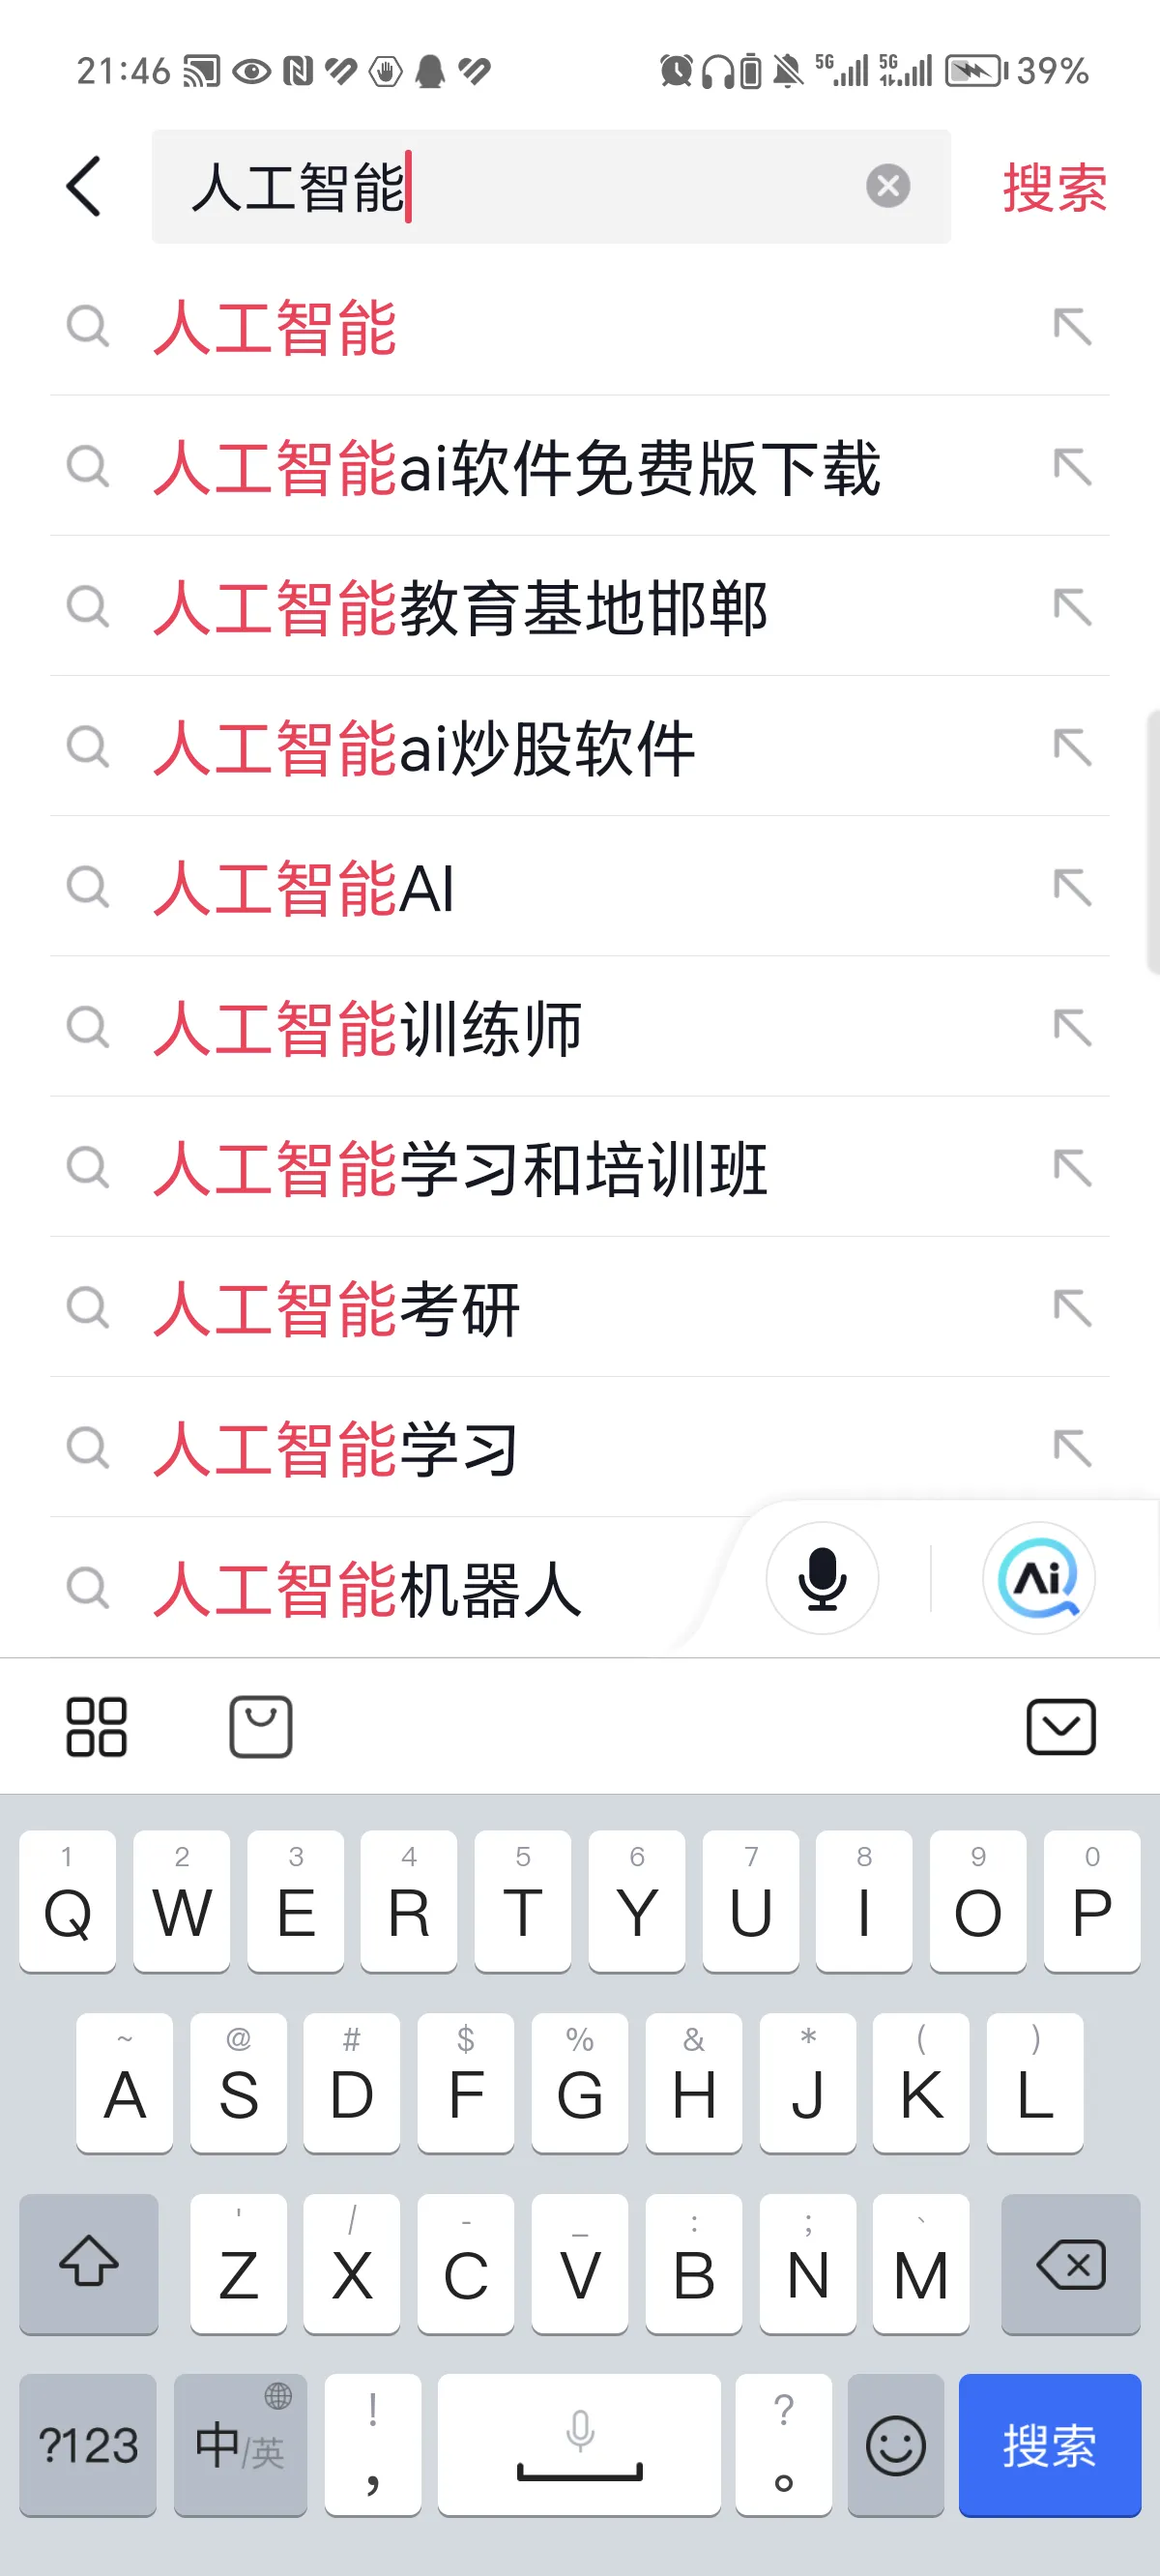 21:46 5G 5G 39%
人工智能 搜索
人工智能
人工智能ai软件免费版下载
人工智能教育基地邯郸
人工智能ai炒股软件
人工智能AI
人工智能训练师
人工智能学习和培训班
人工智能考研
人工智能学习
人工智能机器人
Ai
1 2 3 4 5 6 7 8 9 0
Q W E R T Y U I O P
~ @ # $ % & * ( )
A S D F G H J K L
' / - _ : ; 、
Z X C V B N M
! ?
?123 中/英 , 。 搜索